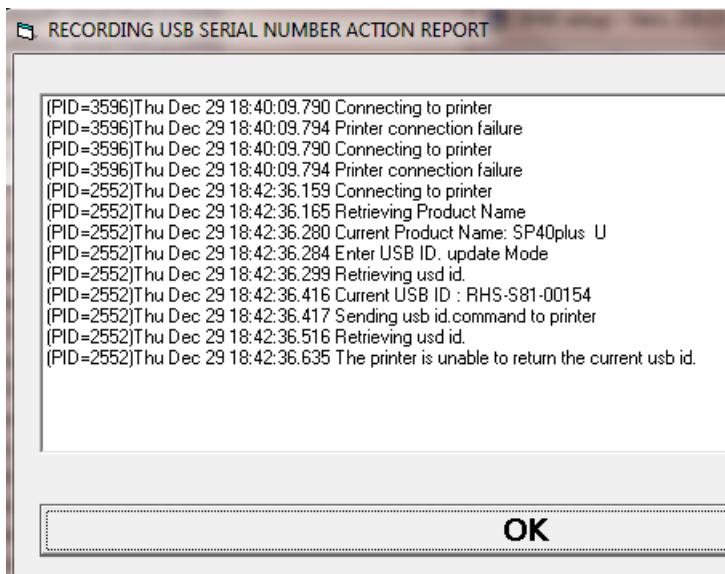 RECORDING USB SERIAL NUMBER ACTION REPORT
(PID=3596)Thu Dec 29 18:40:09.790 Connecting to printer
(PID=3596)Thu Dec 29 18:40:09.794 Printer connection failure
(PID=3596)Thu Dec 29 18:40:09.790 Connecting to printer
(PID=3596)Thu Dec 29 18:40:09.794 Printer connection failure
(PID=2552)Thu Dec 29 18:42:36.159 Connecting to printer
(PID=2552)Thu Dec 29 18:42:36.165 Retrieving Product Name
(PID=2552)Thu Dec 29 18:42:36.280 Current Product Name: SP40plus  U
(PID=2552)Thu Dec 29 18:42:36.284 Enter USB ID. update Mode
(PID=2552)Thu Dec 29 18:42:36.299 Retrieving usd id.
(PID=2552)Thu Dec 29 18:42:36.416 Current USB ID : RHS-S81-00154
(PID=2552)Thu Dec 29 18:42:36.417 Sending usb id.command to printer
(PID=2552)Thu Dec 29 18:42:36.516 Retrieving usd id.
(PID=2552)Thu Dec 29 18:42:36.635 The printer is unable to return the current usb id.
OK